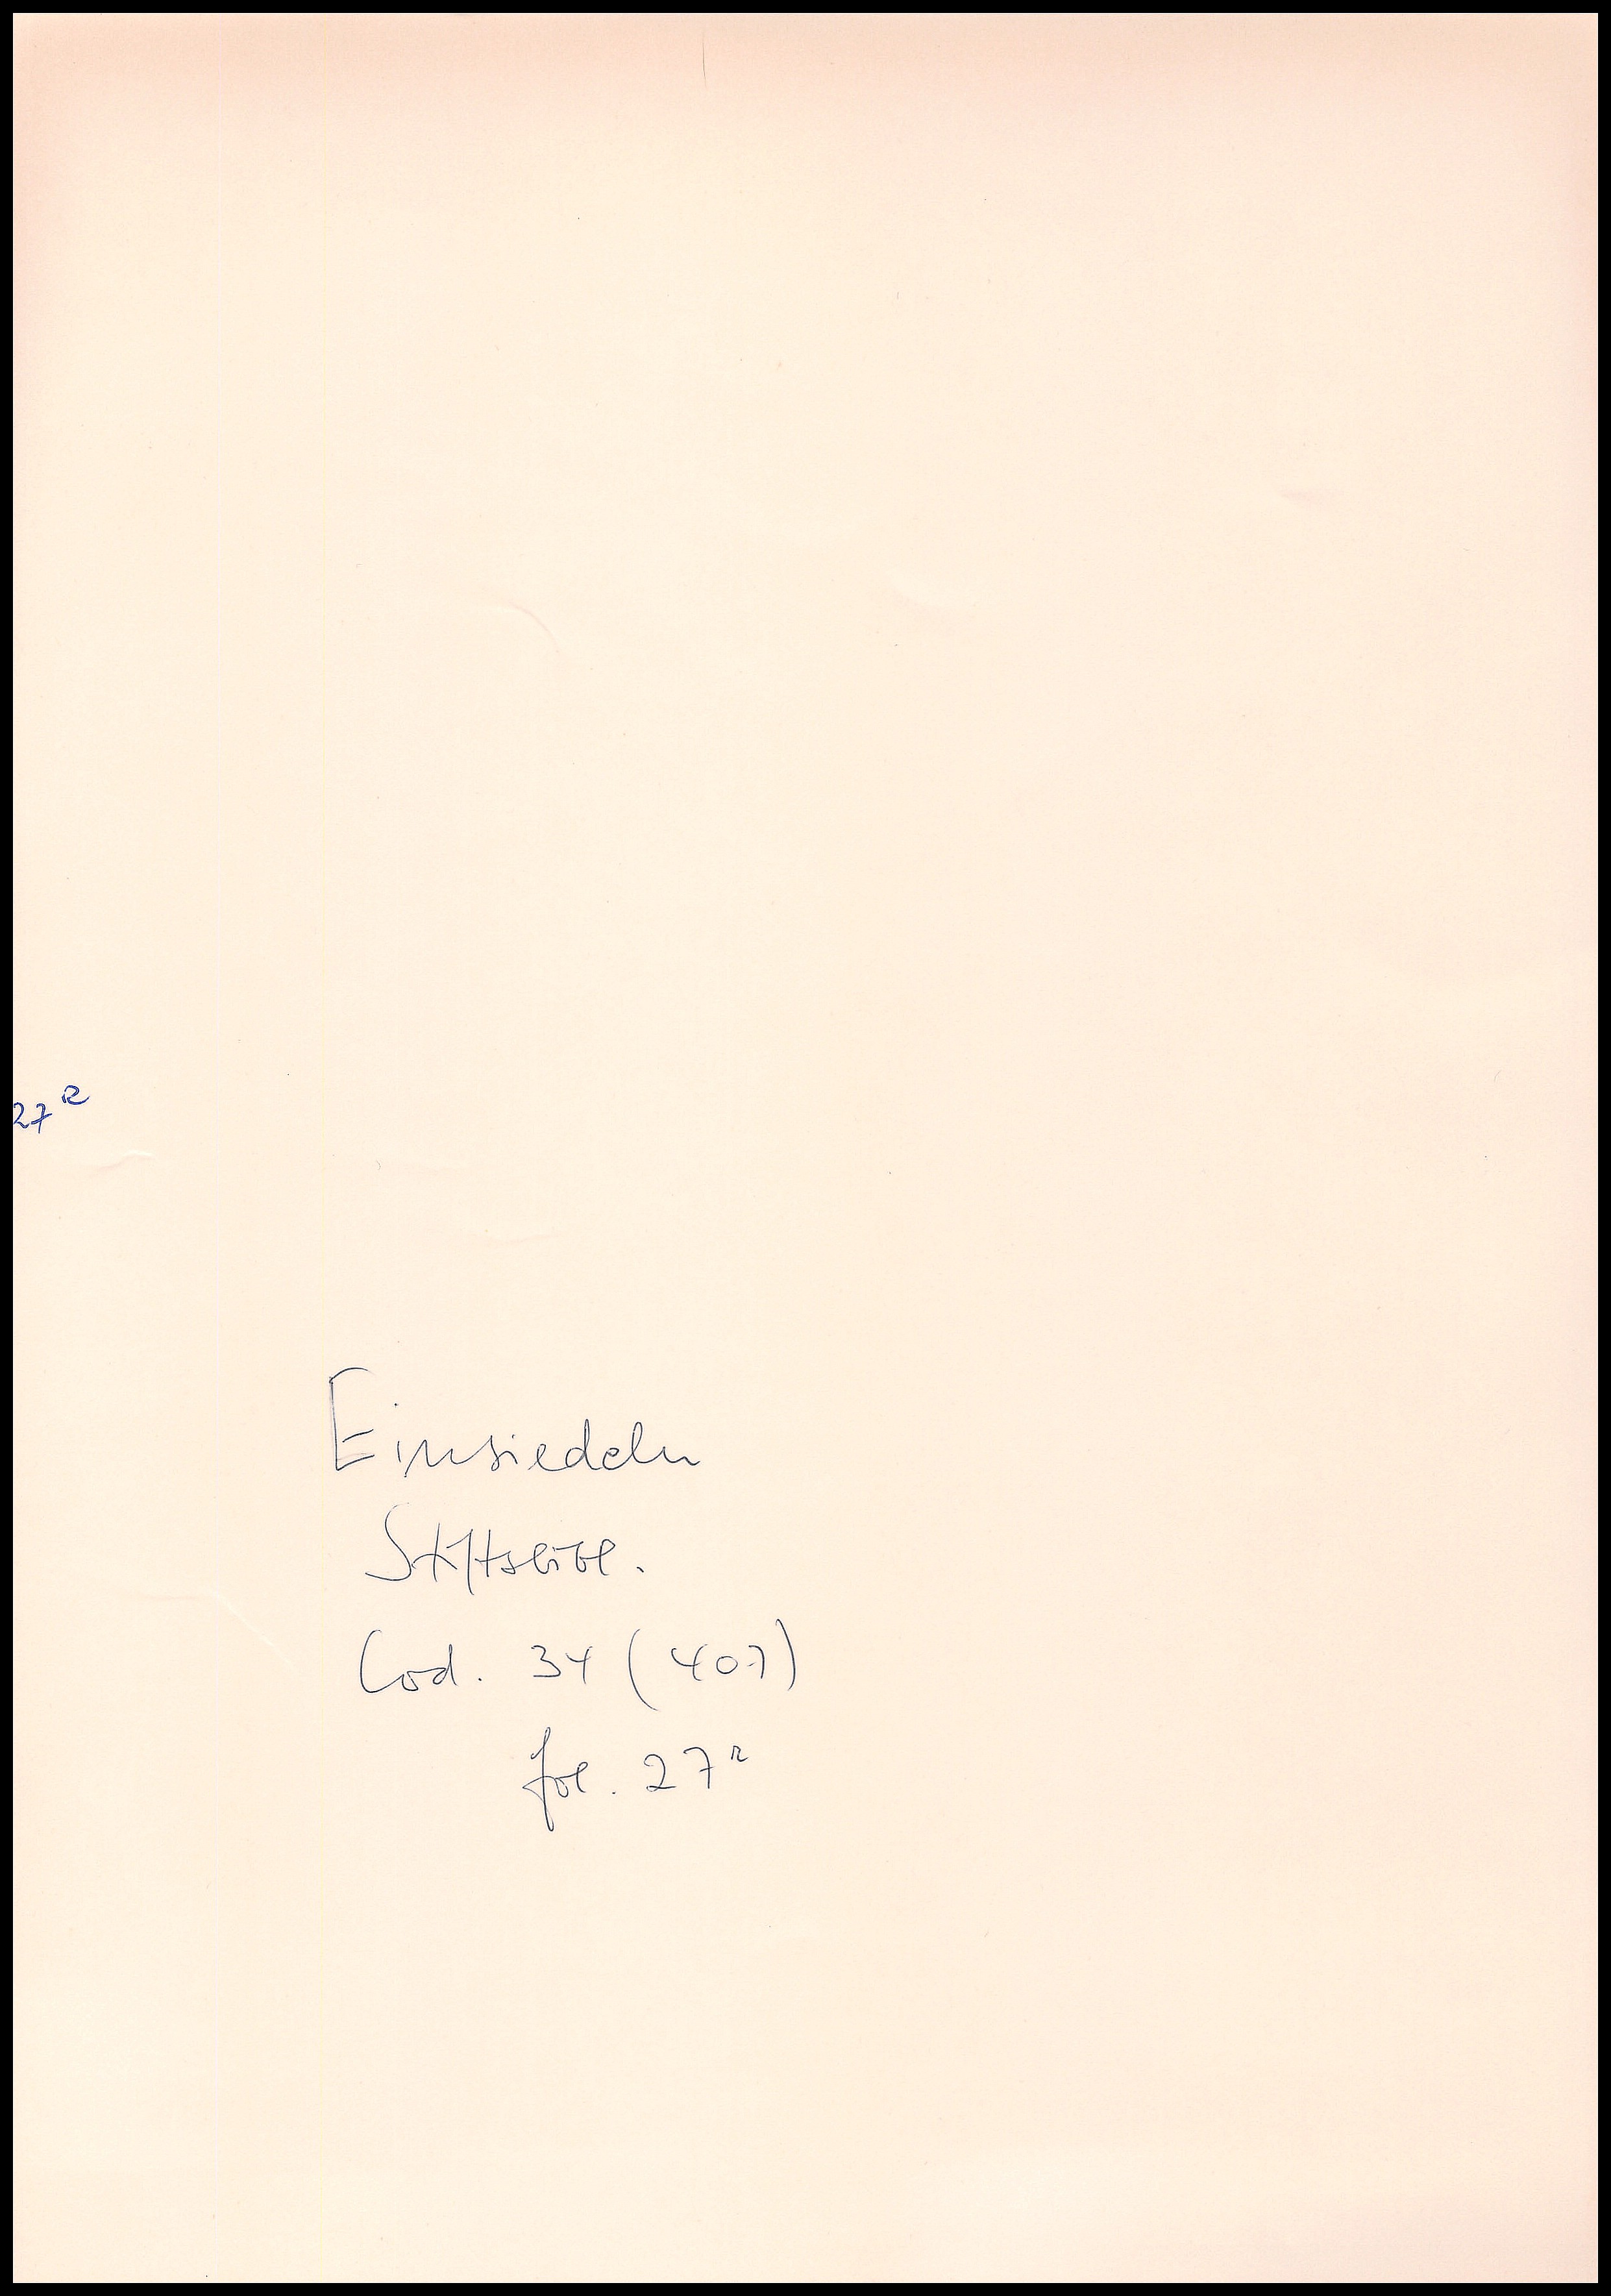 27ʳ
Einsiedeln
Stiftsbibl.
Cod. 34 (407)
fol. 27ʳ